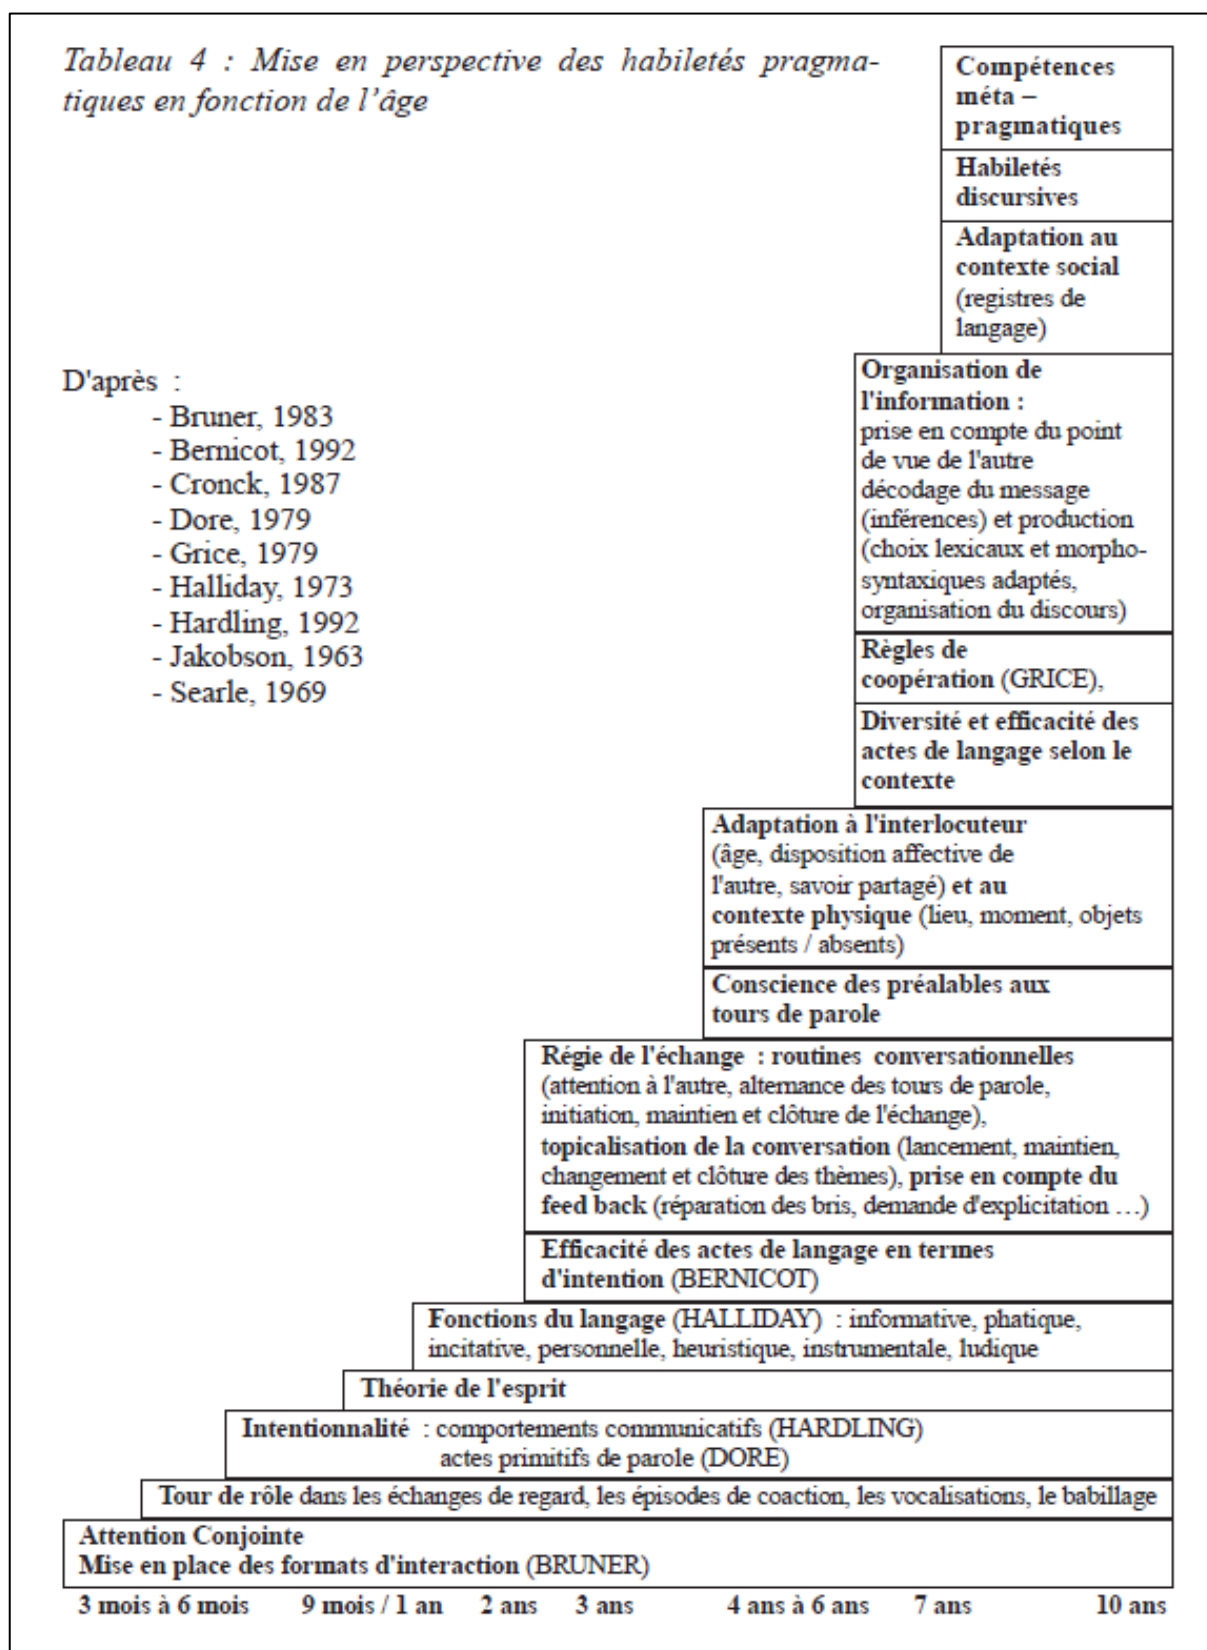 Tableau 4 : Mise en perspective des habiletés pragma-
tiques en fonction de l'âge
Compétences
méta –
pragmatiques
Habiletés
discursives
Adaptation au
contexte social
(registres de
langage)
D'après :
- Bruner, 1983
- Bernicot, 1992
- Cronck, 1987
- Dore, 1979
- Grice, 1979
- Halliday, 1973
- Hardling, 1992
- Jakobson, 1963
- Searle, 1969
Organisation de
l'information :
prise en compte du point
de vue de l'autre
décodage du message
(inférences) et production
(choix lexicaux et morpho-
syntaxiques adaptés,
organisation du discours)
Règles de
coopération (GRICE),
Diversité et efficacité des
actes de langage selon le
contexte
Adaptation à l'interlocuteur
(âge, disposition affective de
l'autre, savoir partagé) et au
contexte physique (lieu, moment, objets
présents / absents)
Conscience des préalables aux
tours de parole
Régie de l'échange : routines conversationnelles
(attention à l'autre, alternance des tours de parole,
initiation, maintien et clôture de l'échange),
topicalisation de la conversation (lancement, maintien,
changement et clôture des thèmes), prise en compte du
feed back (réparation des bris, demande d'explicitation …)
Efficacité des actes de langage en termes
d'intention (BERNICOT)
Fonctions du langage (HALLIDAY) : informative, phatique,
incitative, personnelle, heuristique, instrumentale, ludique
Théorie de l'esprit
Intentionnalité : comportements communicatifs (HARDLING)
actes primitifs de parole (DORE)
Tour de rôle dans les échanges de regard, les épisodes de coaction, les vocalisations, le babillage
Attention Conjointe
Mise en place des formats d'interaction (BRUNER)
3 mois à 6 mois 9 mois / 1 an 2 ans 3 ans 4 ans à 6 ans 7 ans 10 ans